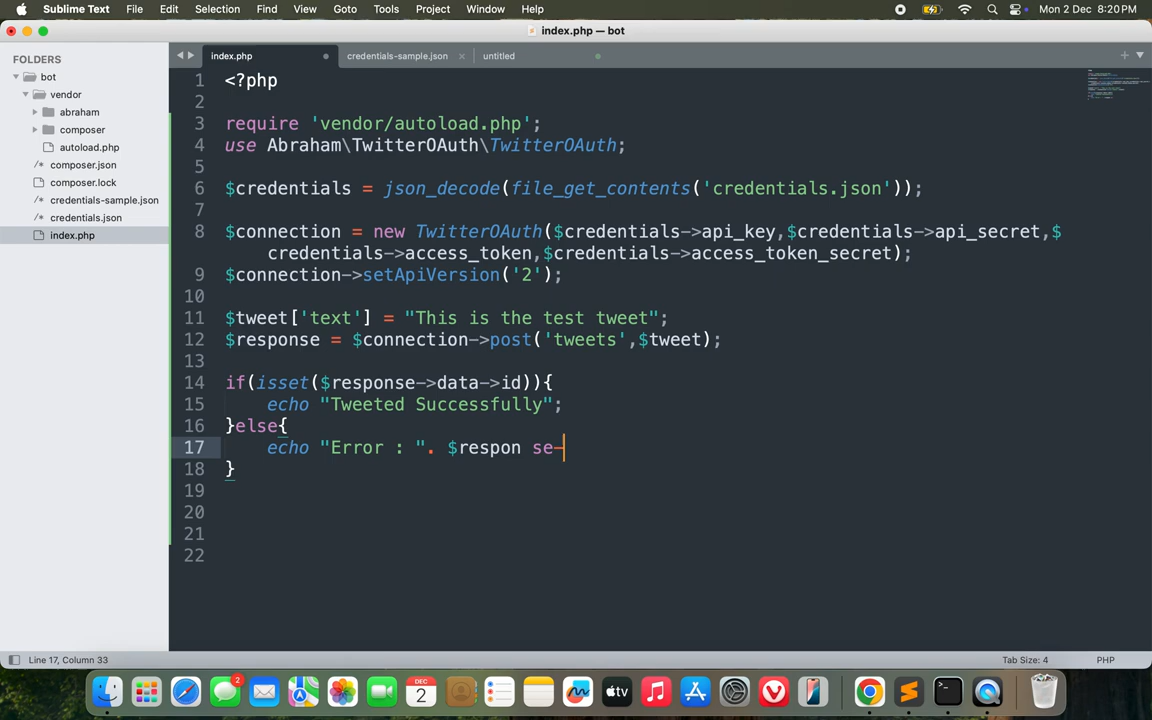 Sublime Text File Edit Selection Find View Goto Tools Project Window Help Mon 2 Dec 8:20 PM
index.php — bot
FOLDERS
bot
vendor
abraham
composer
autoload.php
composer.json
composer.lock
credentials-sample.json
credentials.json
index.php
index.php credentials-sample.json untitled
1 <?php
2
3 require 'vendor/autoload.php';
4 use Abraham\TwitterOAuth\TwitterOAuth;
5
6 $credentials = json_decode(file_get_contents('credentials.json'));
7
8 $connection = new TwitterOAuth($credentials->api_key,$credentials->api_secret,$
credentials->access_token,$credentials->access_token_secret);
9 $connection->setApiVersion('2');
10
11 $tweet['text'] = "This is the test tweet";
12 $response = $connection->post('tweets',$tweet);
13
14 if(isset($response->data->id)){
15 echo "Tweeted Successfully";
16 }else{
17 echo "Error : ". $respon se-
18 }
19
20
21
22
Line 17, Column 33 Tab Size: 4 PHP
2
DEC
2
tv